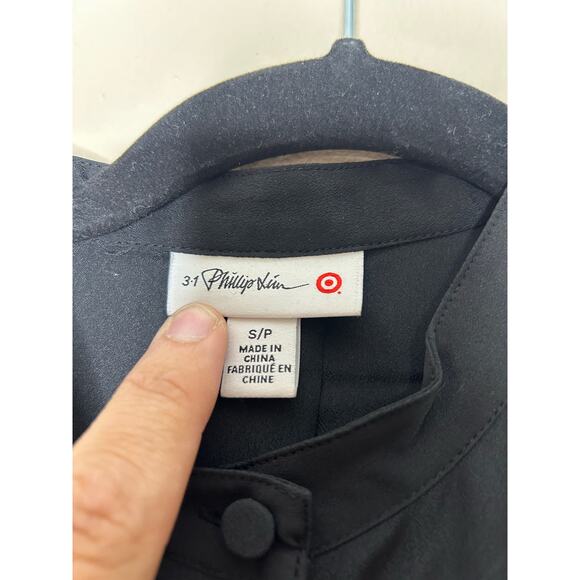 3.1 Phillip Lim
S/P
MADE IN
CHINA
FABRIQUÉ EN
CHINE